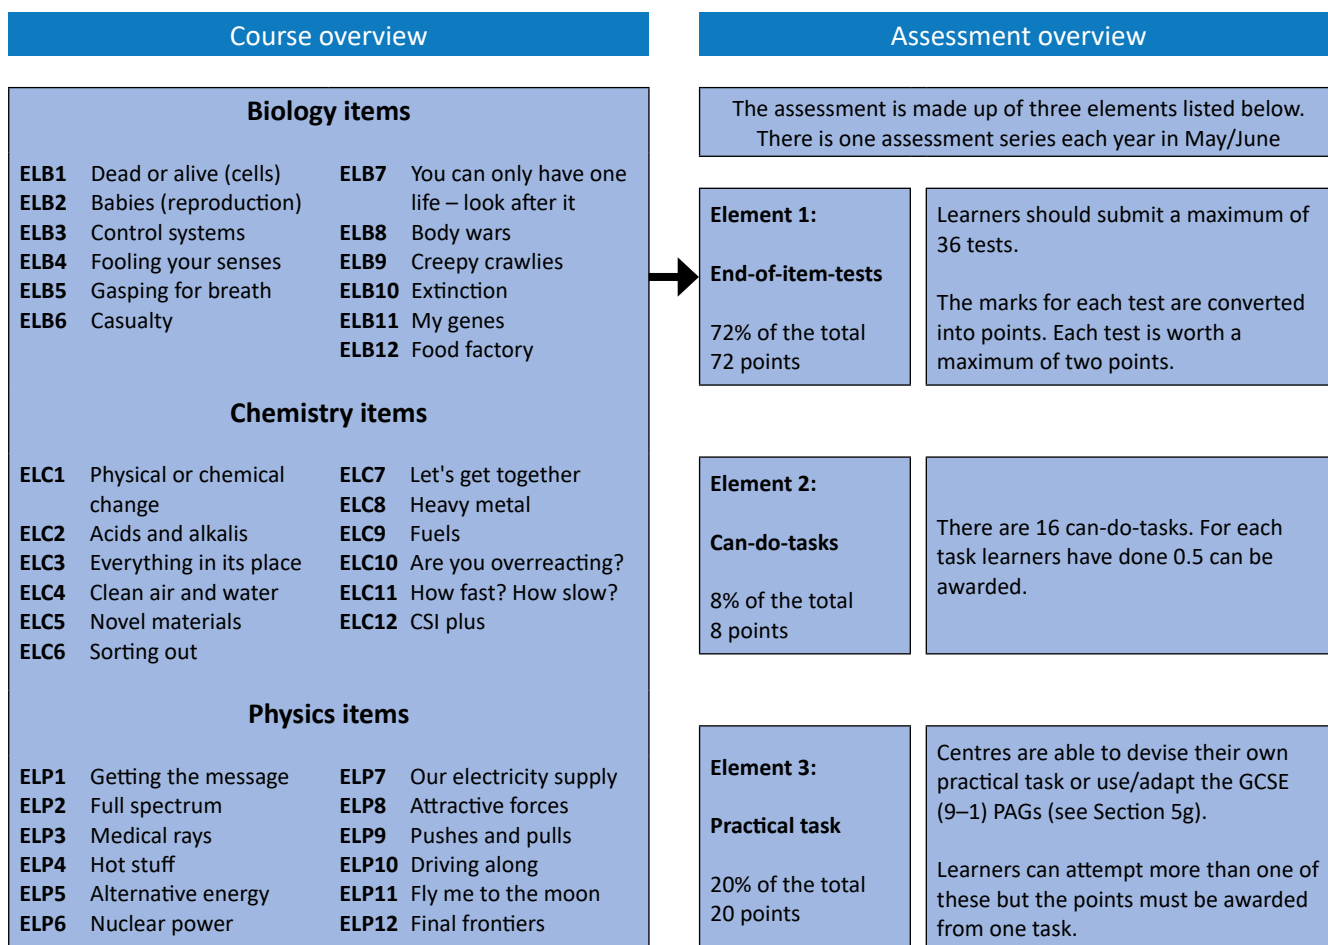 Course overview
Biology items
ELB1 Dead or alive (cells)
ELB2 Babies (reproduction)
ELB3 Control systems
ELB4 Fooling your senses
ELB5 Gasping for breath
ELB6 Casualty
ELB7 You can only have one
life – look after it
ELB8 Body wars
ELB9 Creepy crawlies
ELB10 Extinction
ELB11 My genes
ELB12 Food factory
Chemistry items
ELC1 Physical or chemical
change
ELC2 Acids and alkalis
ELC3 Everything in its place
ELC4 Clean air and water
ELC5 Novel materials
ELC6 Sorting out
ELC7 Let's get together
ELC8 Heavy metal
ELC9 Fuels
ELC10 Are you overreacting?
ELC11 How fast? How slow?
ELC12 CSI plus
Physics items
ELP1 Getting the message
ELP2 Full spectrum
ELP3 Medical rays
ELP4 Hot stuff
ELP5 Alternative energy
ELP6 Nuclear power
ELP7 Our electricity supply
ELP8 Attractive forces
ELP9 Pushes and pulls
ELP10 Driving along
ELP11 Fly me to the moon
ELP12 Final frontiers
Assessment overview
The assessment is made up of three elements listed below.
There is one assessment series each year in May/June
Element 1:
End-of-item-tests
72% of the total
72 points
Learners should submit a maximum of
36 tests.
The marks for each test are converted
into points. Each test is worth a
maximum of two points.
Element 2:
Can-do-tasks
8% of the total
8 points
There are 16 can-do-tasks. For each
task learners have done 0.5 can be
awarded.
Element 3:
Practical task
20% of the total
20 points
Centres are able to devise their own
practical task or use/adapt the GCSE
(9–1) PAGs (see Section 5g).
Learners can attempt more than one of
these but the points must be awarded
from one task.